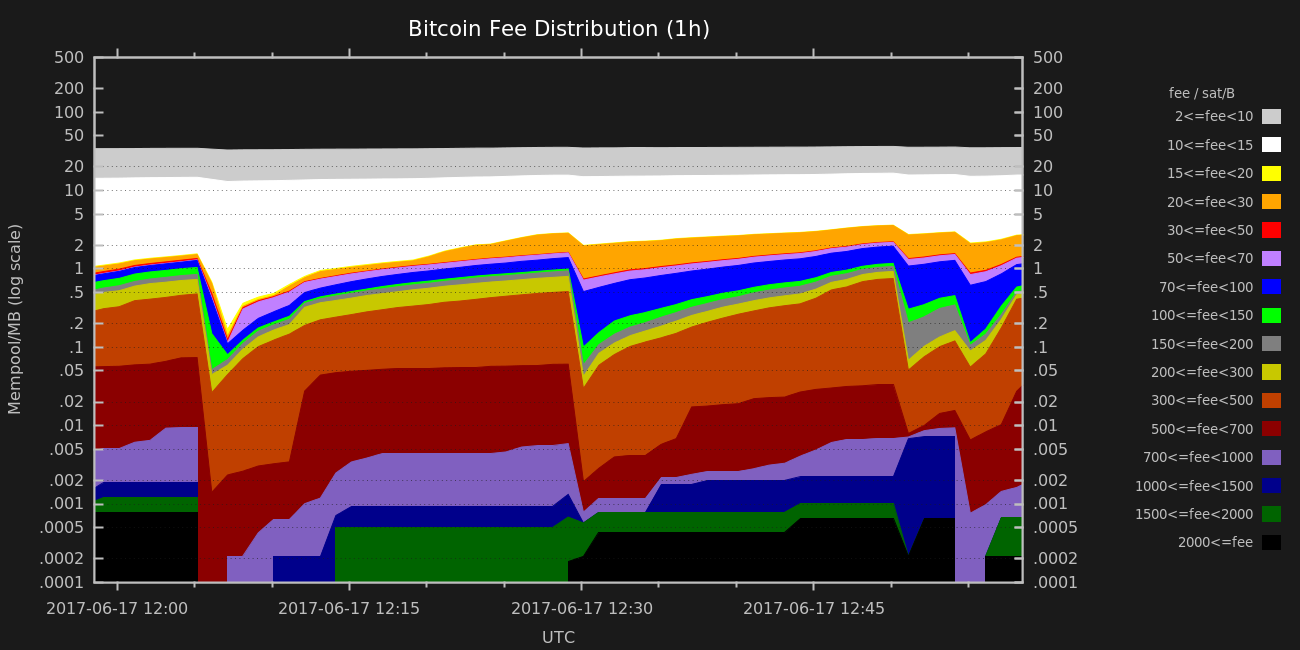 Bitcoin Fee Distribution (1h)
Mempool/MB (log scale)
500
200
100
50
20
10
5
2
1
.5
.2
.1
.05
.02
.01
.005
.002
.001
.0005
.0002
.0001
500
200
100
50
20
10
5
2
1
.5
.2
.1
.05
.02
.01
.005
.002
.001
.0005
.0002
.0001
2017-06-17 12:00
2017-06-17 12:15
2017-06-17 12:30
2017-06-17 12:45
UTC
fee / sat/B
2<=fee<10
10<=fee<15
15<=fee<20
20<=fee<30
30<=fee<50
50<=fee<70
70<=fee<100
100<=fee<150
150<=fee<200
200<=fee<300
300<=fee<500
500<=fee<700
700<=fee<1000
1000<=fee<1500
1500<=fee<2000
2000<=fee